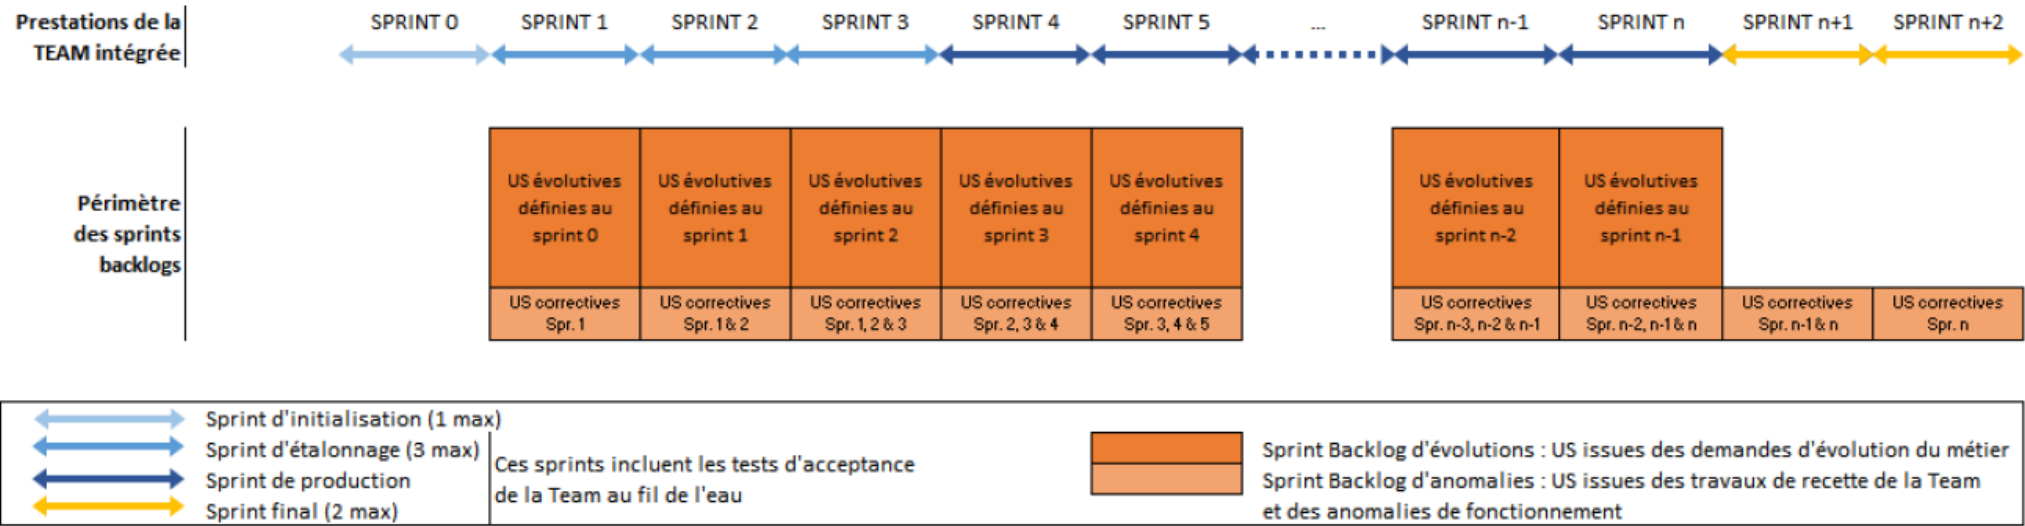 Prestations de la
TEAM intégrée
SPRINT 0
SPRINT 1
SPRINT 2
SPRINT 3
SPRINT 4
SPRINT 5
...
SPRINT n-1
SPRINT n
SPRINT n+1
SPRINT n+2
Périmètre
des sprints
backlogs
US évolutives
définies au
sprint 0
US évolutives
définies au
sprint 1
US évolutives
définies au
sprint 2
US évolutives
définies au
sprint 3
US évolutives
définies au
sprint 4
US évolutives
définies au
sprint n-2
US évolutives
définies au
sprint n-1
US correctives
Spr. 1
US correctives
Spr. 1 & 2
US correctives
Spr. 1, 2 & 3
US correctives
Spr. 2, 3 & 4
US correctives
Spr. 3, 4 & 5
US correctives
Spr. n-3, n-2 & n-1
US correctives
Spr. n-2, n-1 & n
US correctives
Spr. n-1 & n
US correctives
Spr. n
Sprint d'initialisation (1 max)
Sprint d'étalonnage (3 max)
Sprint de production
Sprint final (2 max)
Ces sprints incluent les tests d'acceptance
de la Team au fil de l'eau
Sprint Backlog d'évolutions : US issues des demandes d'évolution du métier
Sprint Backlog d'anomalies : US issues des travaux de recette de la Team
et des anomalies de fonctionnement